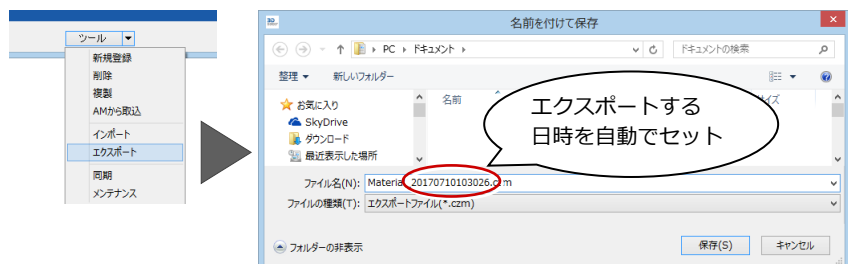 ツール
新規登録
削除
複製
AMから取込
インポート
エクスポート
同期
メンテナンス
名前を付けて保存
PC ドキュメント
ドキュメントの検索
整理 新しいフォルダー
お気に入り
SkyDrive
ダウンロード
最近表示した場所
名前
エクスポートする
日時を自動でセット
ファイル名(N): Material_20170710103026.czm
ファイルの種類(T): エクスポートファイル(*.czm)
フォルダーの非表示
保存(S) キャンセル